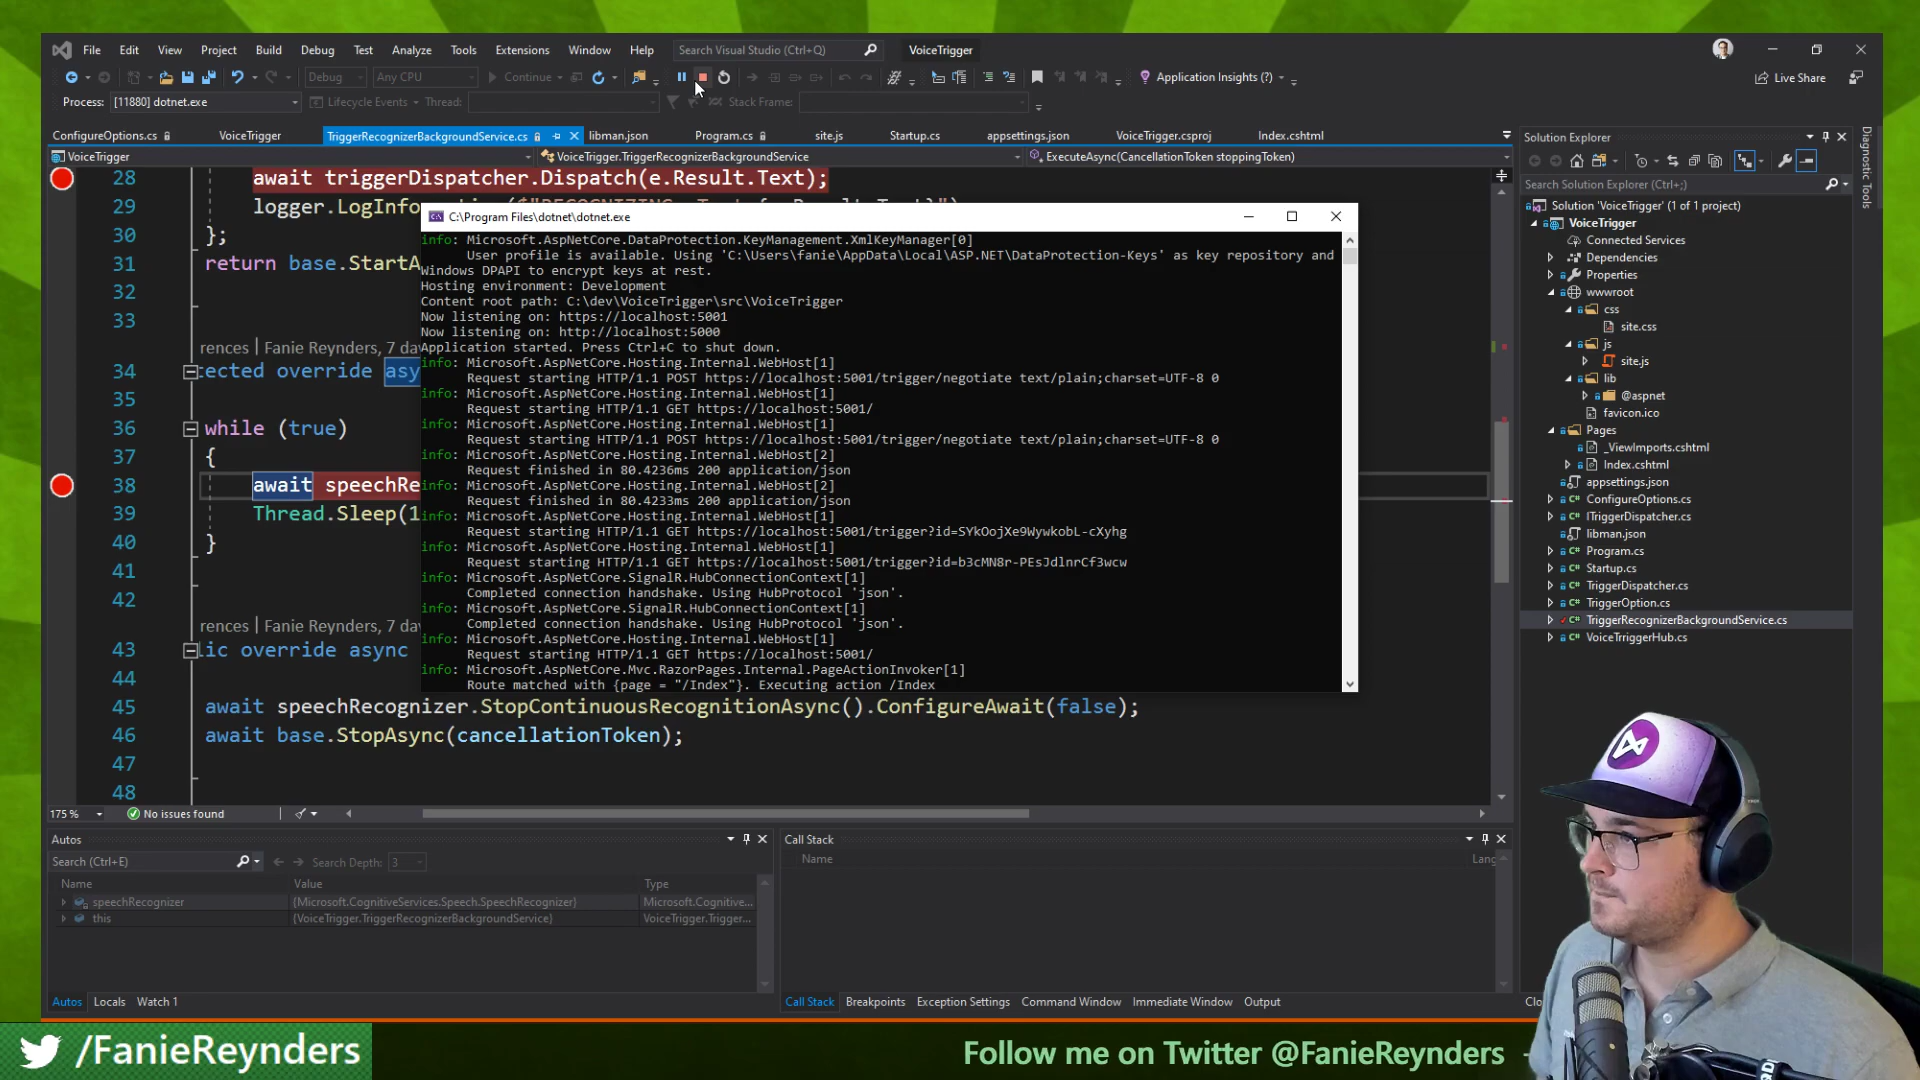 File Edit View Project Build Debug Test Analyze Tools Extensions Window Help Search Visual Studio (Ctrl+Q) VoiceTrigger
Debug Any CPU Continue Application Insights (?) Live Share
Process: [11880] dotnet.exe Lifecycle Events Thread: Stack Frame:
ConfigureOptions.cs VoiceTrigger TriggerRecognizerBackgroundService.cs libman.json Program.cs site.js Startup.cs appsettings.json VoiceTrigger.csproj Index.cshtml
VoiceTrigger VoiceTrigger.TriggerRecognizerBackgroundService ExecuteAsync(CancellationToken stoppingToken)
28 await triggerDispatcher.Dispatch(e.Result.Text);
29 logger.LogInfo
30 };
31 return base.StartA
32
33
rences | Fanie Reynders, 7 da
34 tected override asy
35
36 while (true)
37 {
38 await speechRe
39 Thread.Sleep(1
40 }
41
42
rences | Fanie Reynders, 7 da
43 lic override async
44
45 await speechRecognizer.StopContinuousRecognitionAsync().ConfigureAwait(false);
46 await base.StopAsync(cancellationToken);
47
48
175 % No issues found
C:\Program Files\dotnet\dotnet.exe
info: Microsoft.AspNetCore.DataProtection.KeyManagement.XmlKeyManager[0]
User profile is available. Using 'C:\Users\fanie\AppData\Local\ASP.NET\DataProtection-Keys' as key repository and
Windows DPAPI to encrypt keys at rest.
Hosting environment: Development
Content root path: C:\dev\VoiceTrigger\src\VoiceTrigger
Now listening on: https://localhost:5001
Now listening on: http://localhost:5000
Application started. Press Ctrl+C to shut down.
info: Microsoft.AspNetCore.Hosting.Internal.WebHost[1]
Request starting HTTP/1.1 POST https://localhost:5001/trigger/negotiate text/plain;charset=UTF-8 0
info: Microsoft.AspNetCore.Hosting.Internal.WebHost[1]
Request starting HTTP/1.1 GET https://localhost:5001/
info: Microsoft.AspNetCore.Hosting.Internal.WebHost[1]
Request starting HTTP/1.1 POST https://localhost:5001/trigger/negotiate text/plain;charset=UTF-8 0
info: Microsoft.AspNetCore.Hosting.Internal.WebHost[2]
Request finished in 80.4236ms 200 application/json
info: Microsoft.AspNetCore.Hosting.Internal.WebHost[2]
Request finished in 80.4233ms 200 application/json
info: Microsoft.AspNetCore.Hosting.Internal.WebHost[1]
Request starting HTTP/1.1 GET https://localhost:5001/trigger?id=SYkOojXe9WywkobL-cXyhg
info: Microsoft.AspNetCore.Hosting.Internal.WebHost[1]
Request starting HTTP/1.1 GET https://localhost:5001/trigger?id=b3cMN8r-PEsJdlnrCf3wcw
info: Microsoft.AspNetCore.SignalR.HubConnectionContext[1]
Completed connection handshake. Using HubProtocol 'json'.
info: Microsoft.AspNetCore.SignalR.HubConnectionContext[1]
Completed connection handshake. Using HubProtocol 'json'.
info: Microsoft.AspNetCore.Hosting.Internal.WebHost[1]
Request starting HTTP/1.1 GET https://localhost:5001/
info: Microsoft.AspNetCore.Mvc.RazorPages.Internal.PageActionInvoker[1]
Route matched with {page = "/Index"}. Executing action /Index
Solution Explorer
Search Solution Explorer (Ctrl+;)
Solution 'VoiceTrigger' (1 of 1 project)
VoiceTrigger
Connected Services
Dependencies
Properties
wwwroot
css
site.css
js
site.js
lib
@aspnet
favicon.ico
Pages
_ViewImports.cshtml
Index.cshtml
appsettings.json
ConfigureOptions.cs
ITriggerDispatcher.cs
libman.json
Program.cs
Startup.cs
TriggerDispatcher.cs
TriggerOption.cs
TriggerRecognizerBackgroundService.cs
VoiceTrriggerHub.cs
Diagnostic Tools
Autos
Search (Ctrl+E) Search Depth: 3
Name Value Type
speechRecognizer {Microsoft.CognitiveServices.Speech.SpeechRecognizer} Microsoft.Cognitive...
this {VoiceTrigger.TriggerRecognizerBackgroundService} VoiceTrigger.Trigger...
Autos Locals Watch 1
Call Stack
Name Lang
Call Stack Breakpoints Exception Settings Command Window Immediate Window Output
/FanieReynders
Follow me on Twitter @FanieReynders -